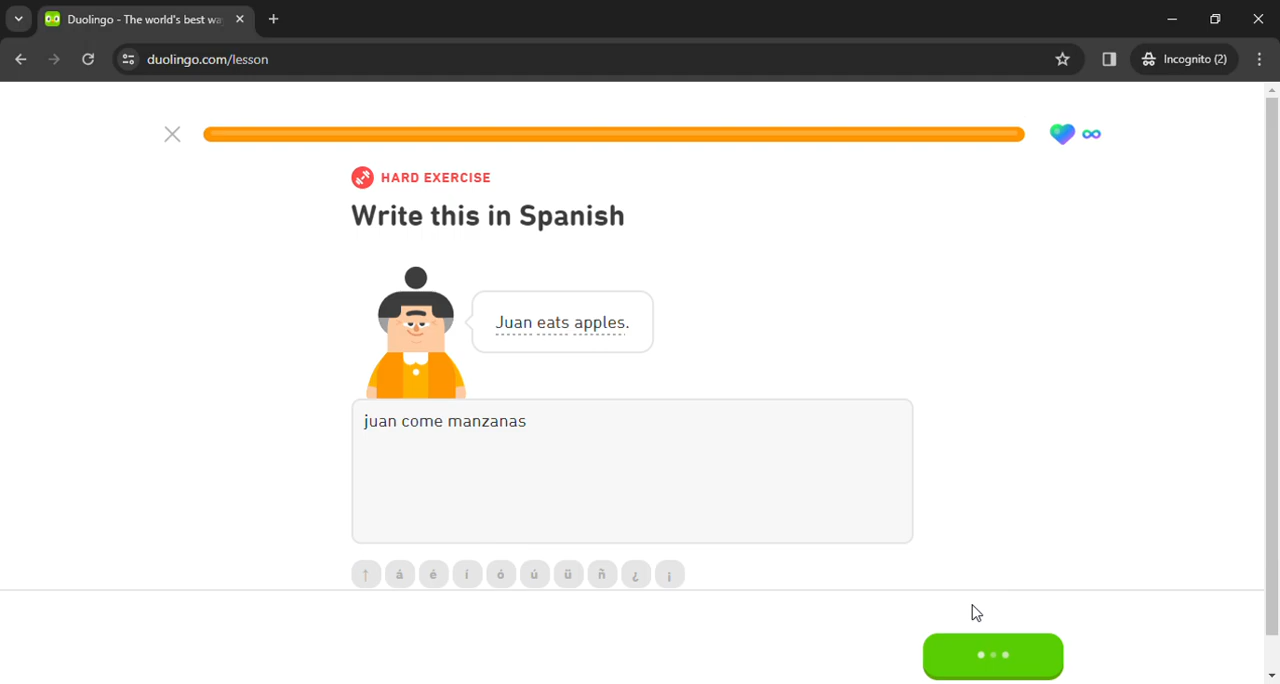 Duolingo - The world's best wa
duolingo.com/lesson
Incognito (2)
HARD EXERCISE
Write this in Spanish
Juan eats apples.
juan come manzanas
↑ á é í ó ú ü ñ ¿ ¡